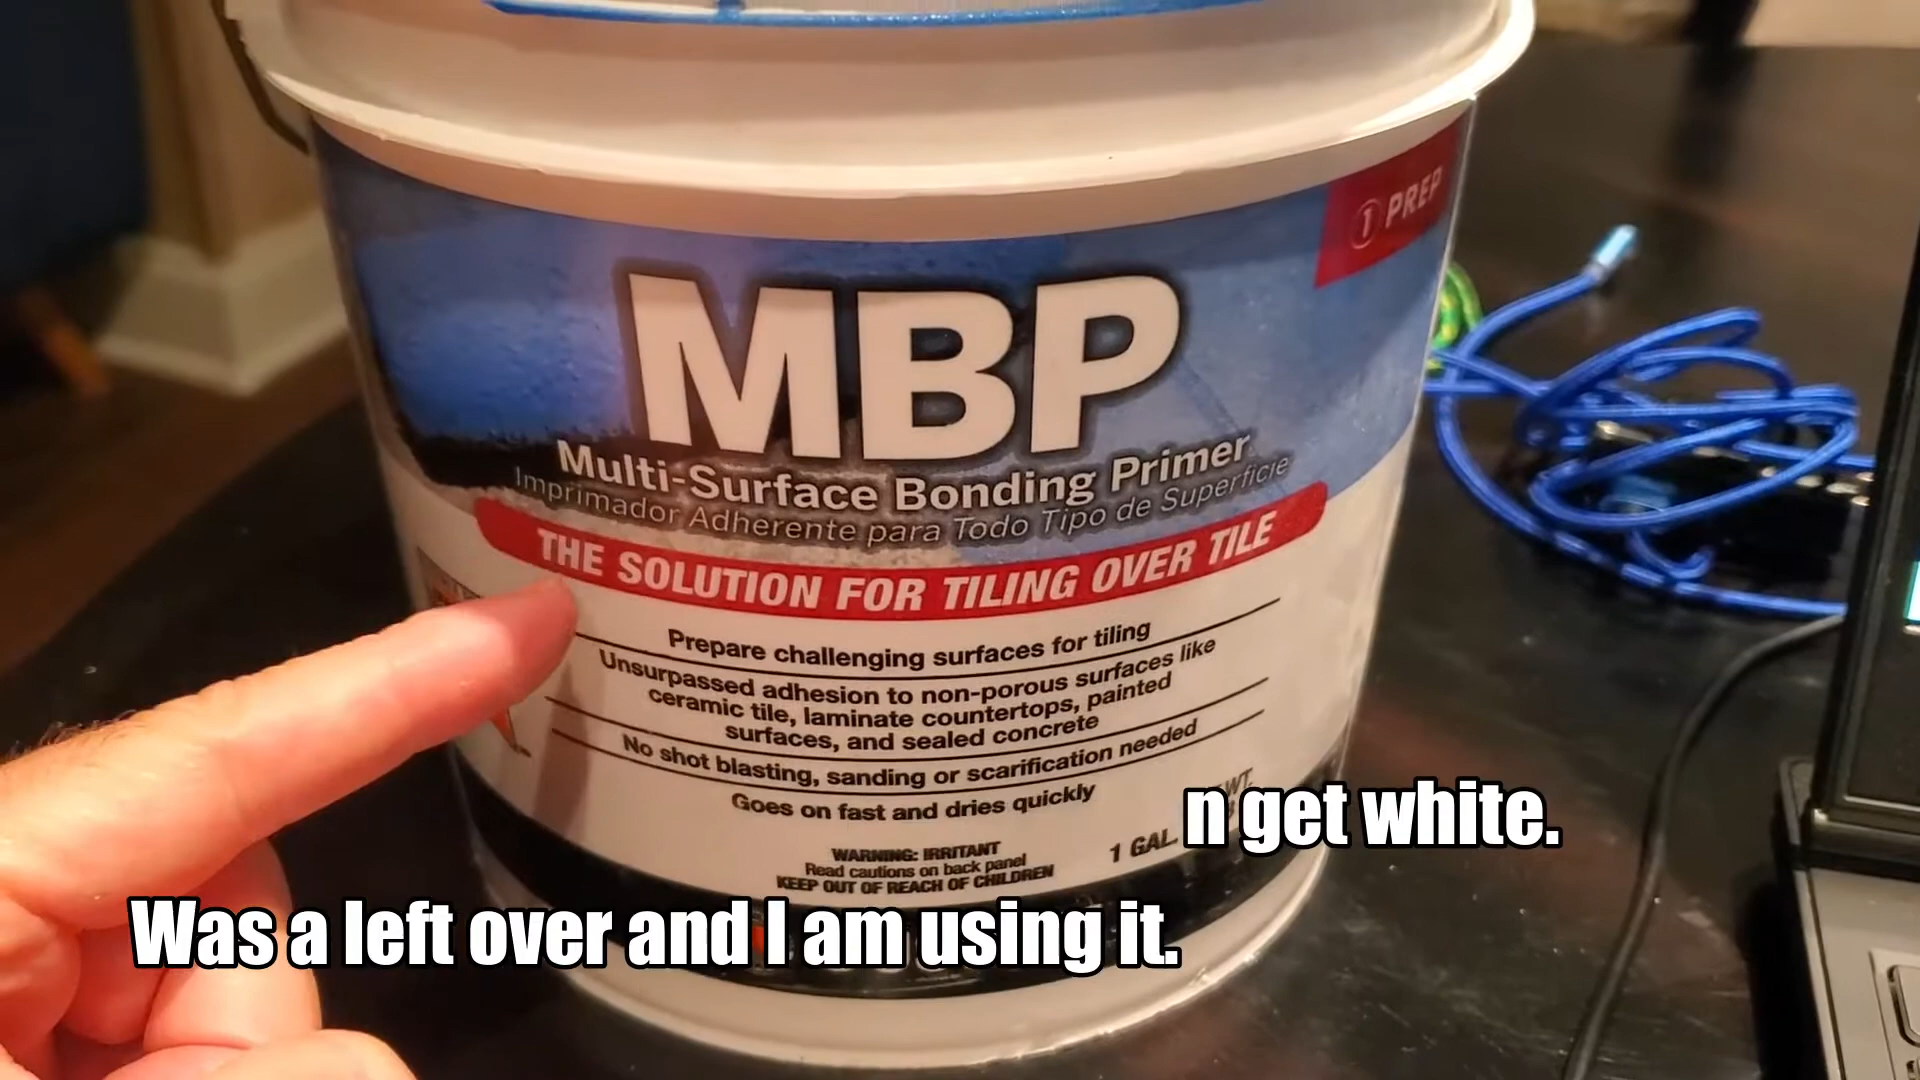 ① PREP
MBP
Multi-Surface Bonding Primer
Imprimador Adherente para Todo Tipo de Superficie
THE SOLUTION FOR TILING OVER TILE
Prepare challenging surfaces for tiling
Unsurpassed adhesion to non-porous surfaces like
ceramic tile, laminate countertops, painted
surfaces, and sealed concrete
No shot blasting, sanding or scarification needed
Goes on fast and dries quickly
WARNING: IRRITANT
Read cautions on back panel
KEEP OUT OF REACH OF CHILDREN
1 GAL.
WT.
n get white.
Was a left over and I am using it.